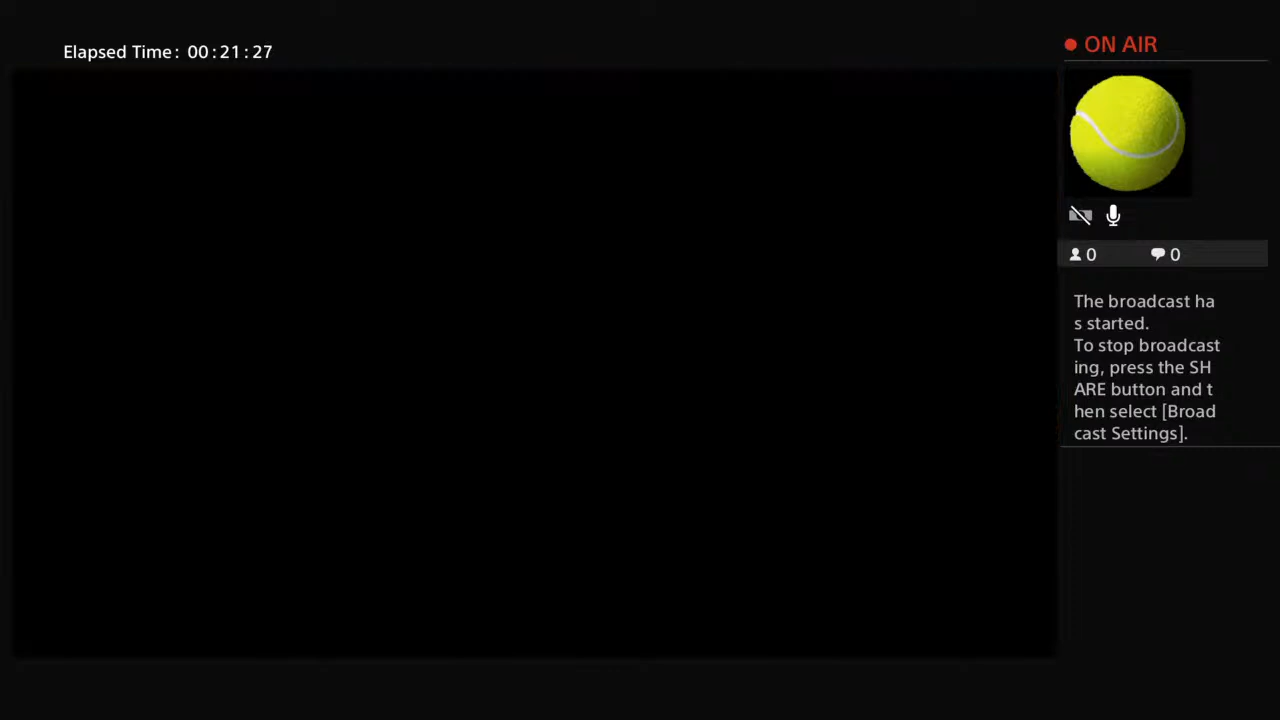 Elapsed Time: 00:21:27
ON AIR
0 0
The broadcast ha
s started.
To stop broadcast
ing, press the SH
ARE button and t
hen select [Broad
cast Settings].